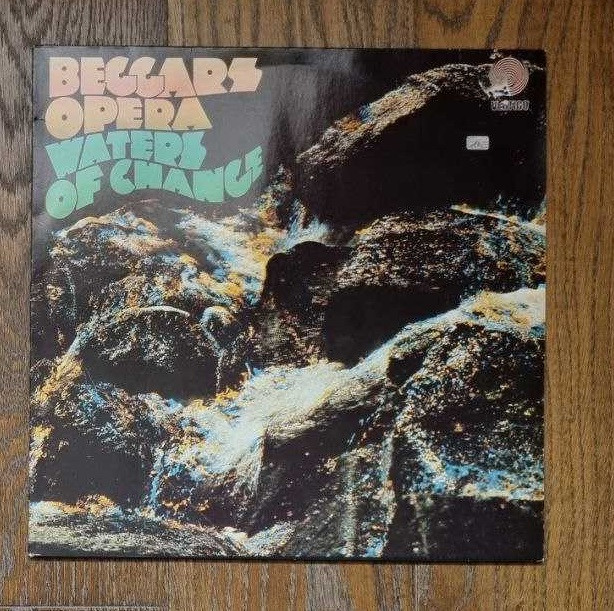 BEGGARS
OPERA
WATERS
OF CHANGE
VERTIGO